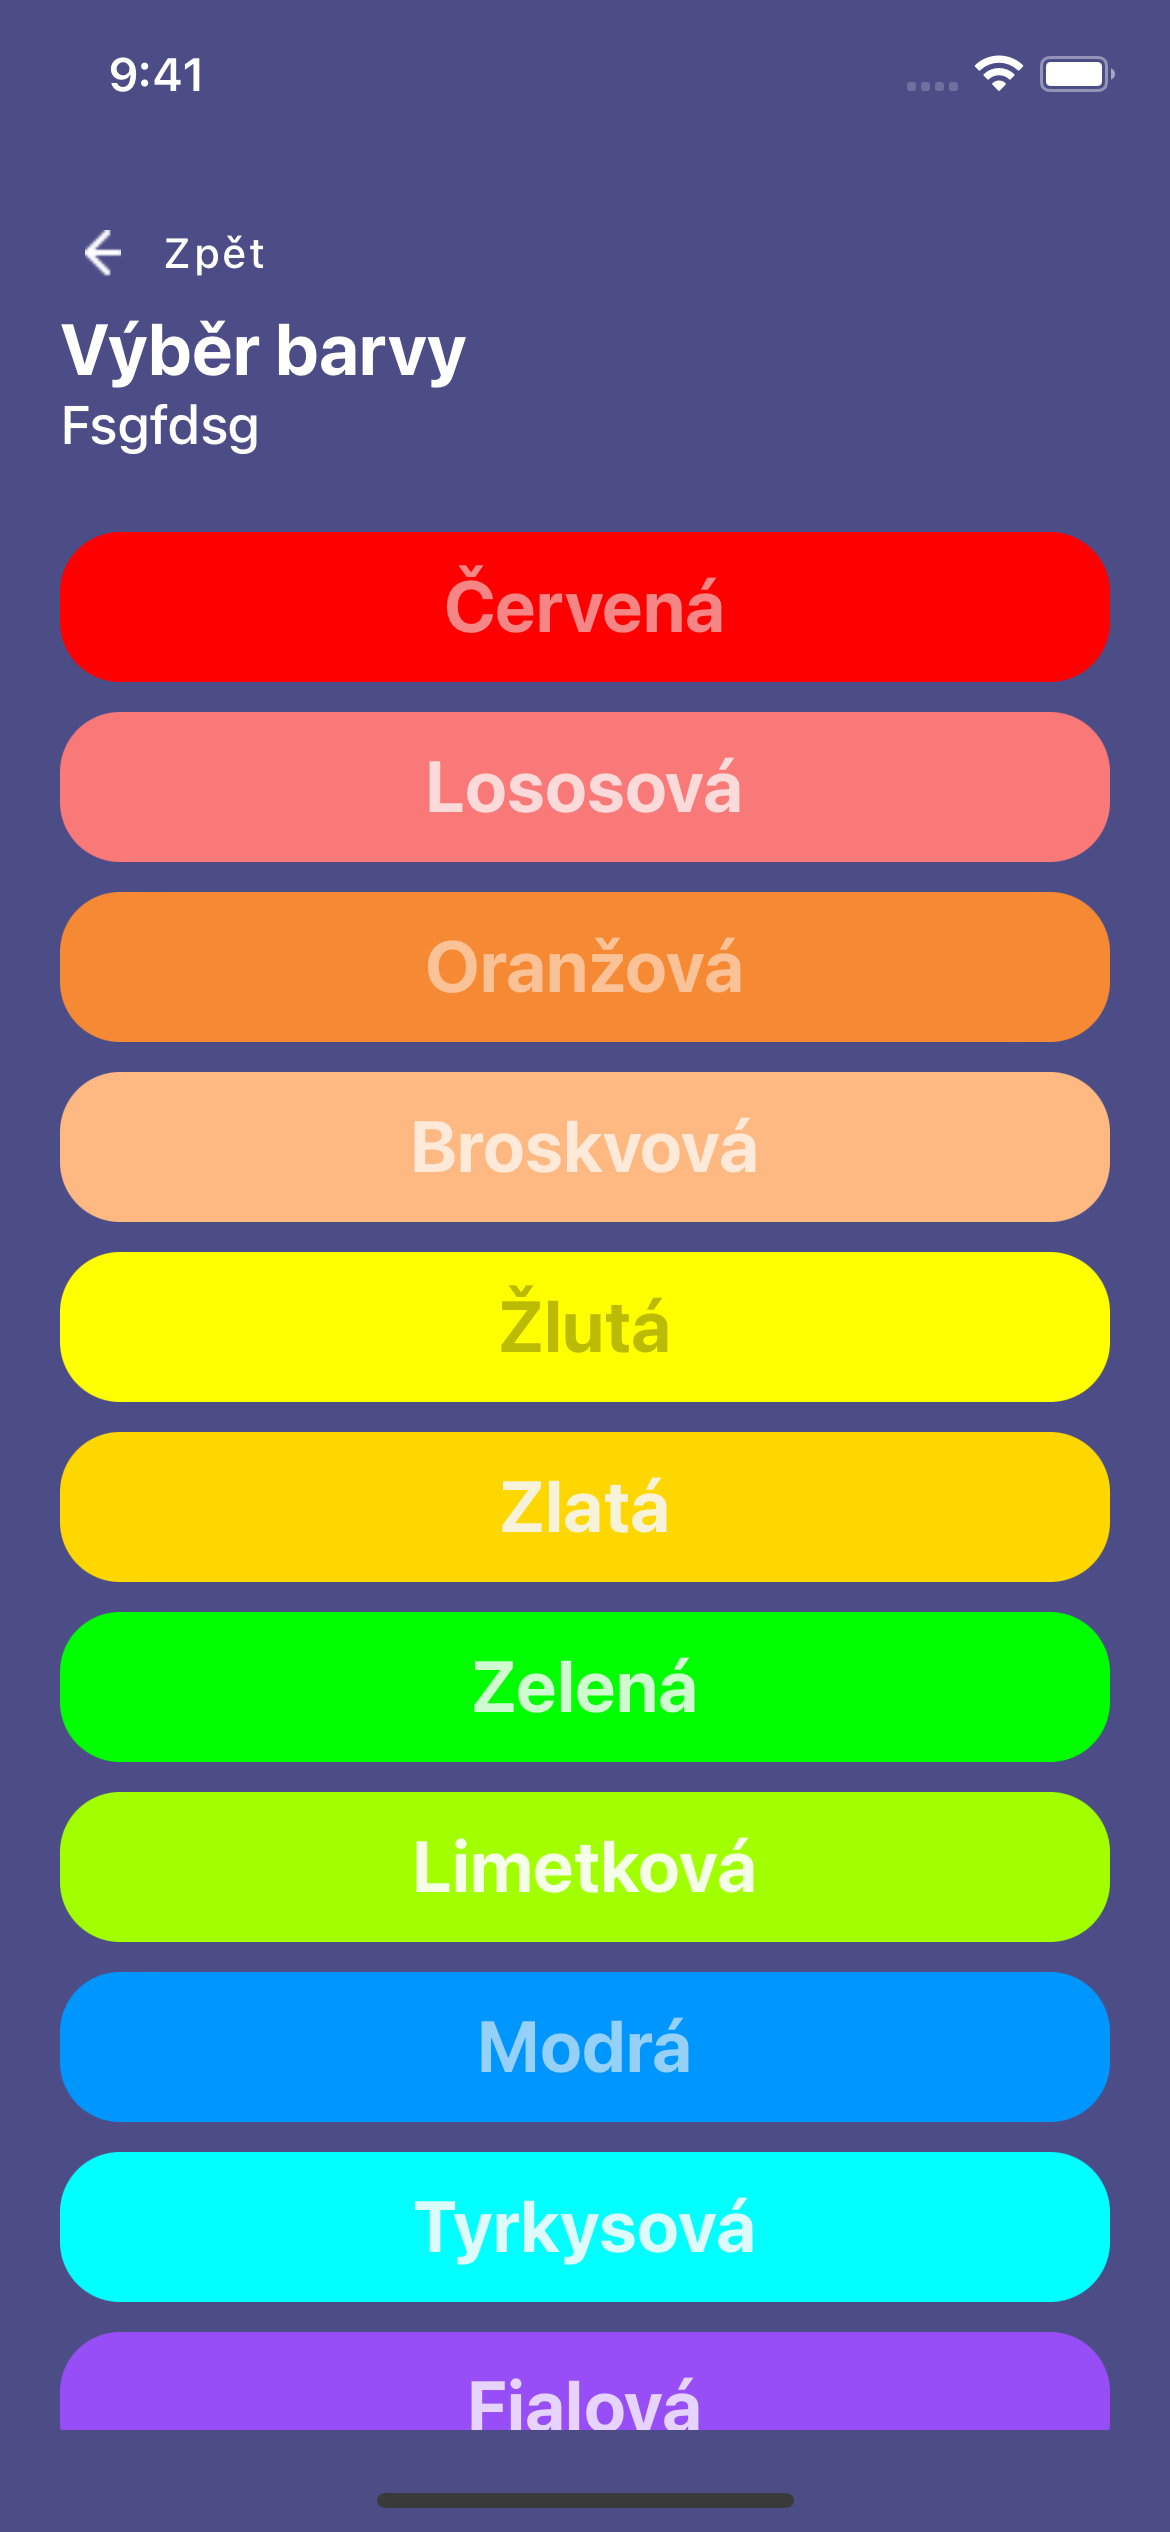 9:41
Zpět
Výběr barvy
Fsgfdsg
Červená
Lososová
Oranžová
Broskvová
Žlutá
Zlatá
Zelená
Limetková
Modrá
Tyrkysová
Fialová